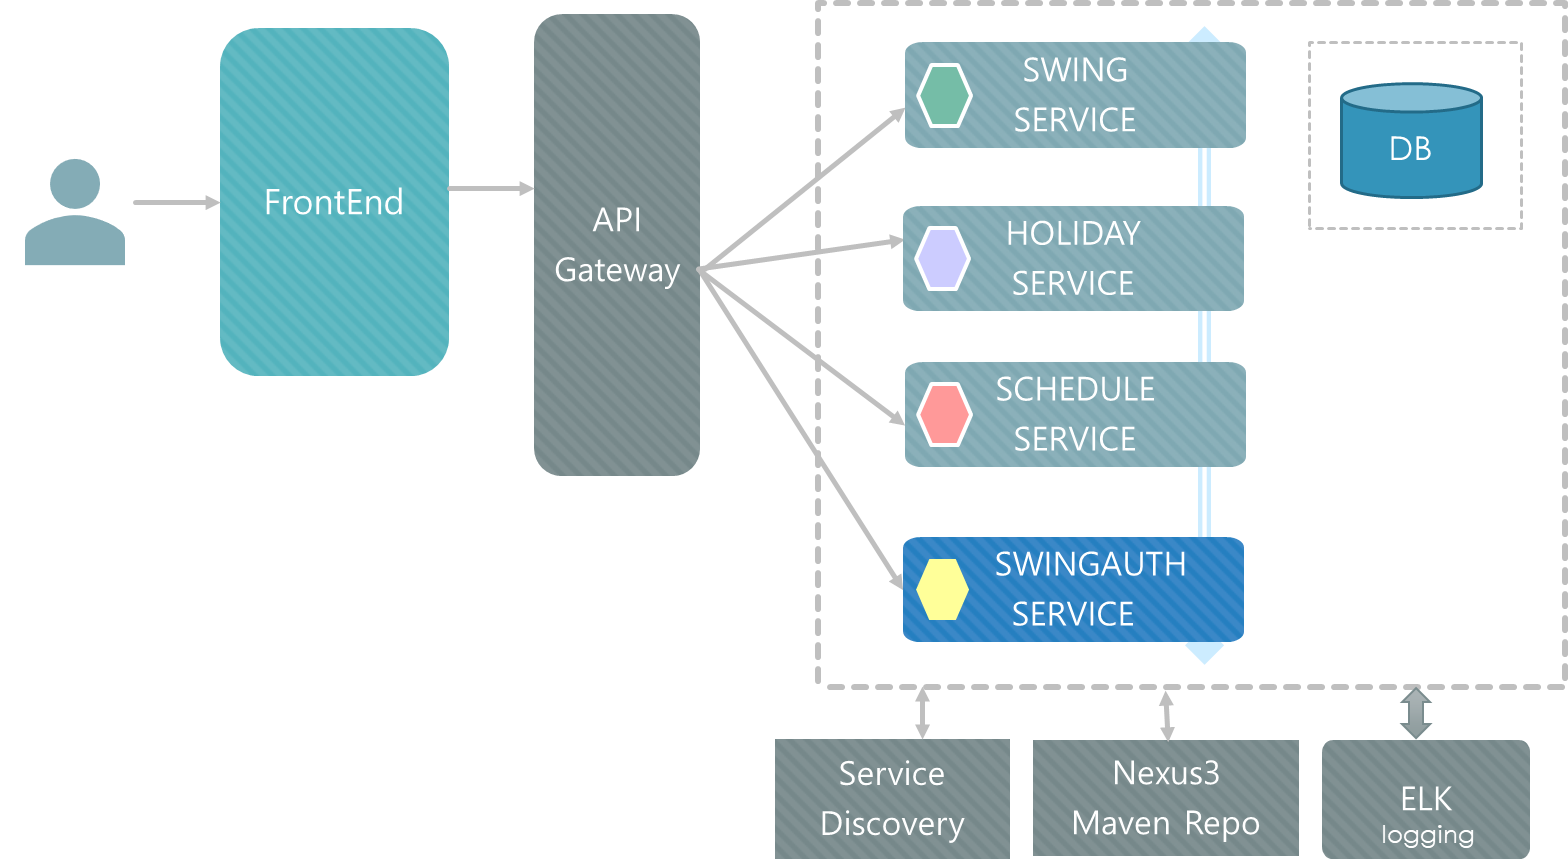 FrontEnd
API
Gateway
SWING
SERVICE
HOLIDAY
SERVICE
SCHEDULE
SERVICE
SWINGAUTH
SERVICE
DB
Service
Discovery
Nexus3
Maven Repo
ELK
logging